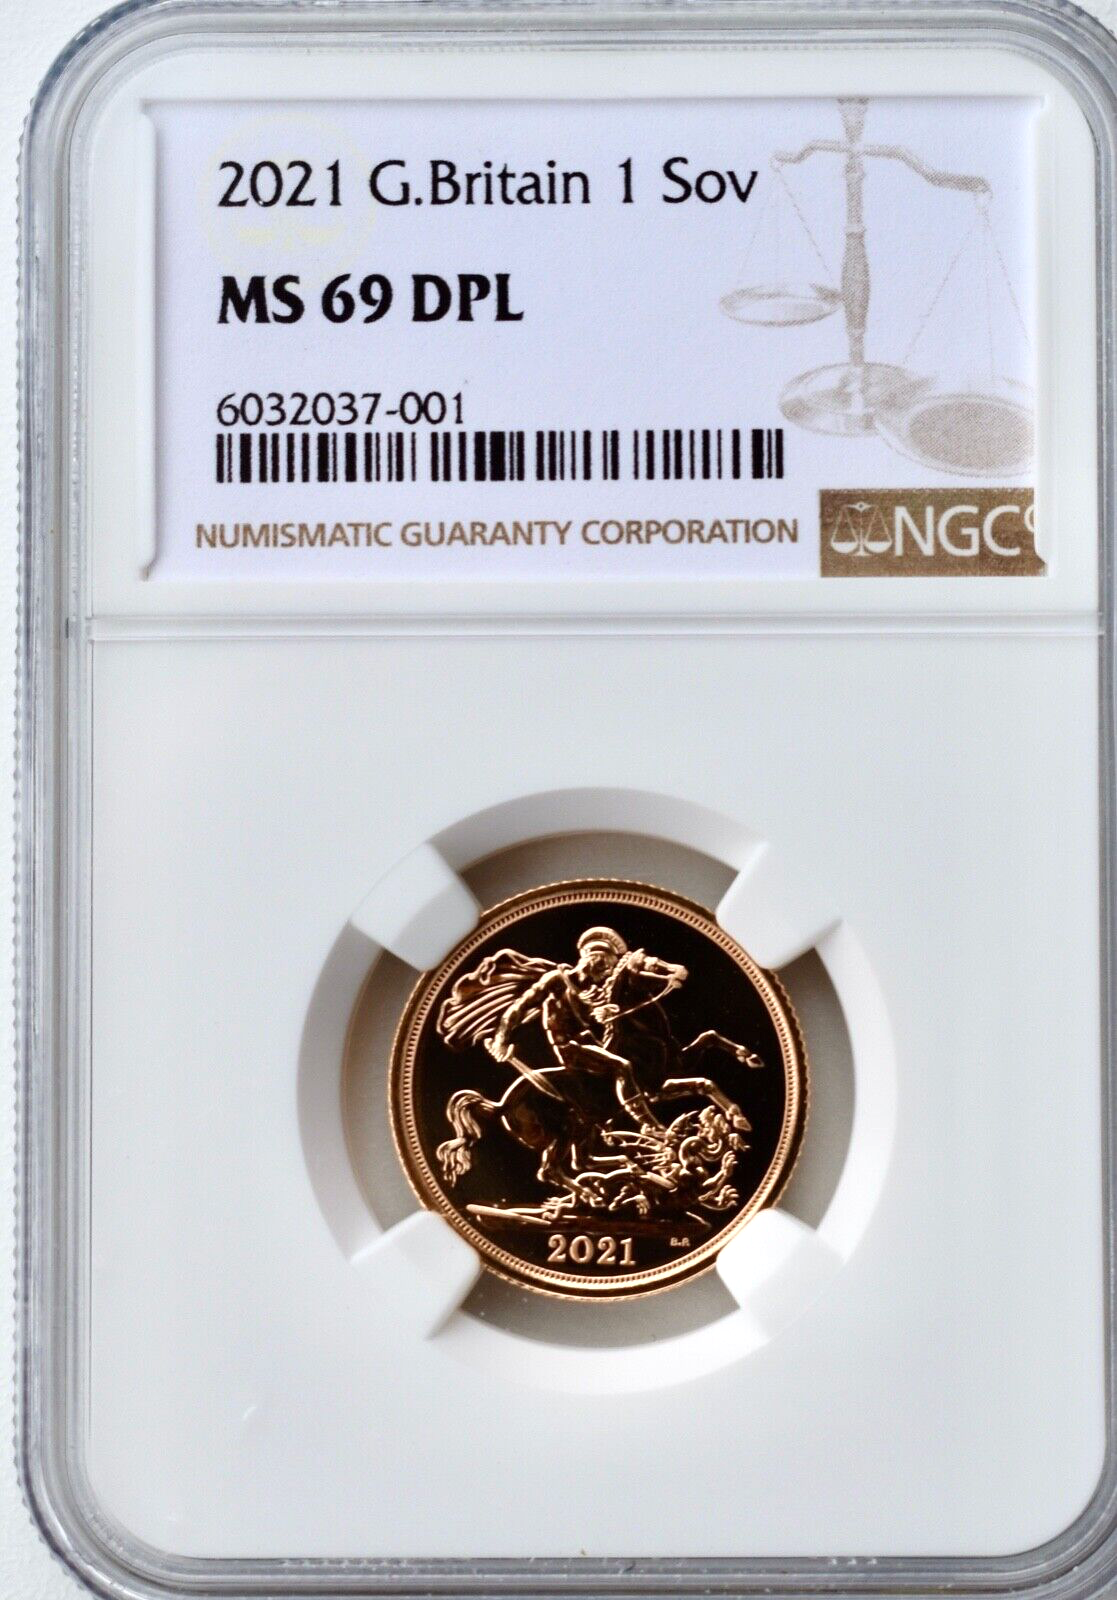 2021 G.Britain 1 Sov
MS 69 DPL
6032037-001
NUMISMATIC GUARANTY CORPORATION
NGC
2021
B.P.